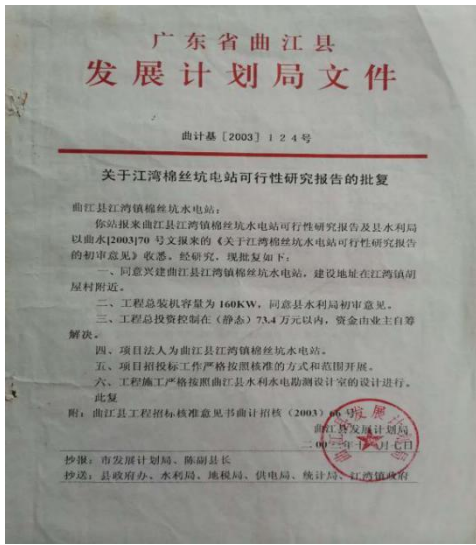 广东省曲江县
发展计划局文件
曲计基〔2003〕124号
关于江湾棉丝坑电站可行性研究报告的批复
曲江县江湾镇棉丝坑水电站：
你站报来曲江县江湾镇棉丝坑水电站可行性研究报告及县水利局
以曲水[2003]70 号文报来的《关于江湾棉丝坑电站可行性研究报告
的初审意见》收悉。经研究，现批复如下：
一、同意兴建曲江县江湾镇棉丝坑水电站，建设地址在江湾镇胡
屋村附近。
二、工程总装机容量为 160KW，同意县水利局初审意见。
三、工程总投资控制在（静态）73.4 万元以内，资金由业主自筹
解决。
四、项目法人为曲江县江湾镇棉丝坑水电站。
五、项目招投标工作严格按照核准的方式和范围开展。
六、工程施工严格按照曲江县水利水电勘测设计室的设计进行。
此复
附：曲江县工程招标核准意见书曲计招核（2003）66号
曲江县发展计划局
二00三年十月七日
抄报：市发展计划局、陈副县长
抄送：县政府办、水利局、地税局、供电局、统计局、江湾镇政府